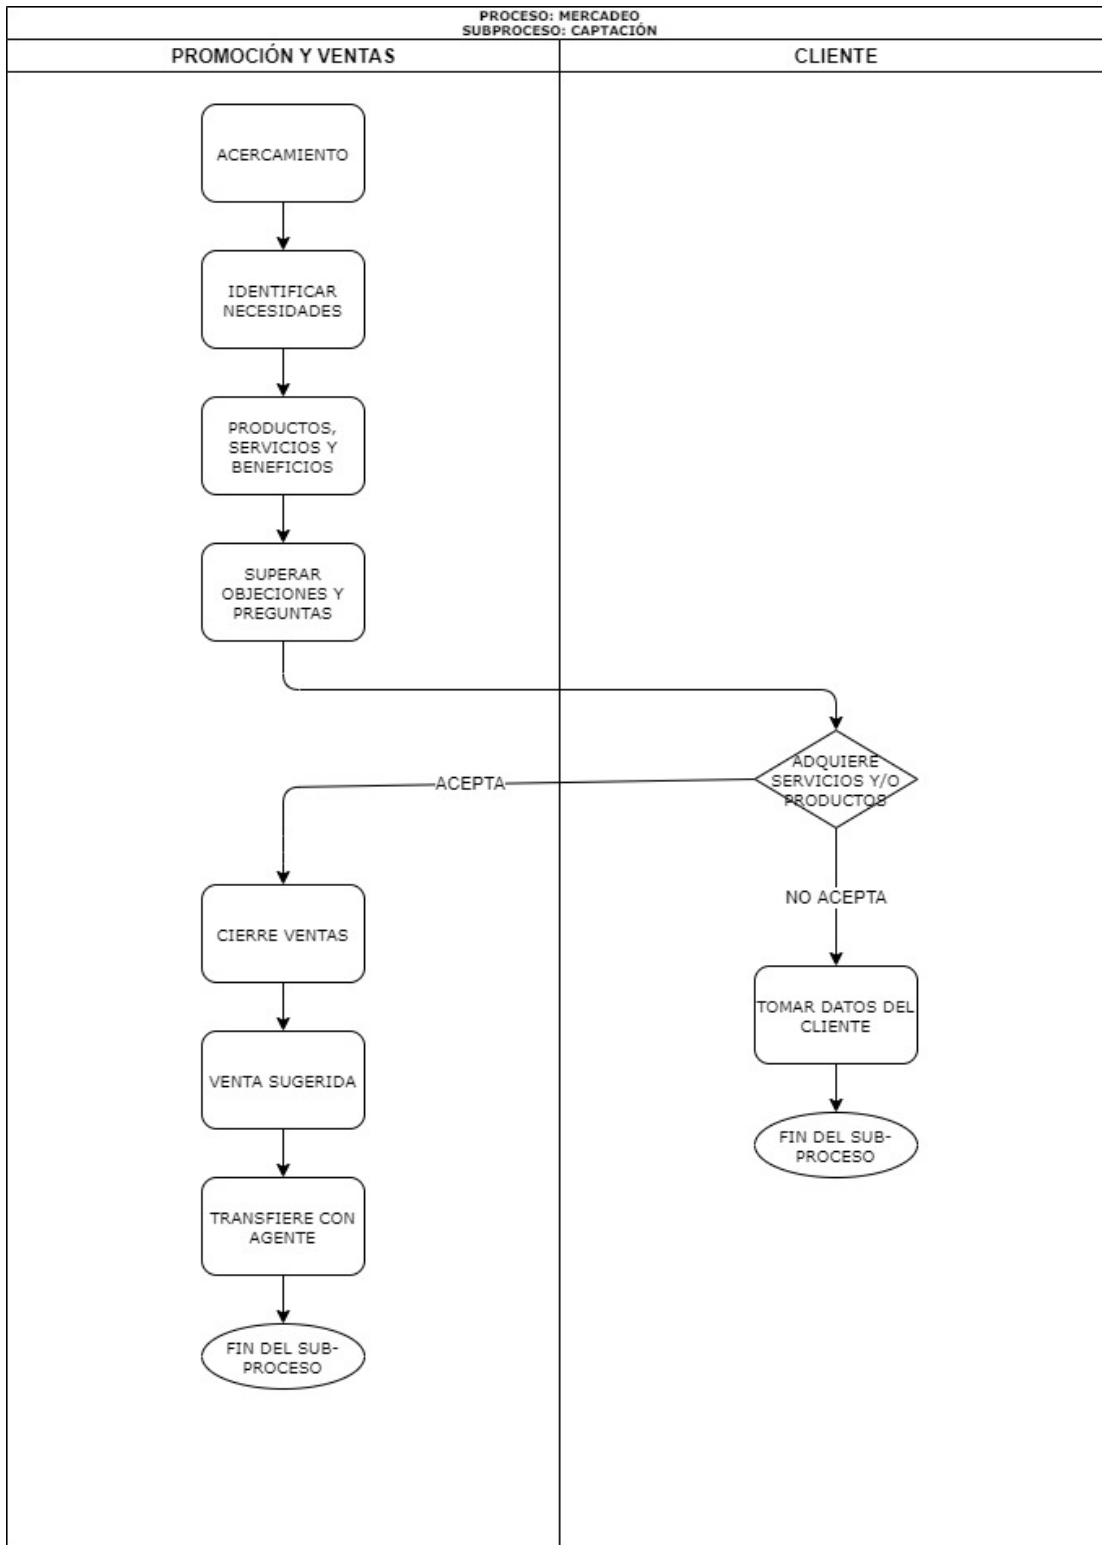 PROCESO: MERCADEO
SUBPROCESO: CAPTACIÓN
PROMOCIÓN Y VENTAS
CLIENTE
ACERCAMIENTO
IDENTIFICAR
NECESIDADES
PRODUCTOS,
SERVICIOS Y
BENEFICIOS
SUPERAR
OBJECIONES Y
PREGUNTAS
ADQUIERE
SERVICIOS Y/O
PRODUCTOS
ACEPTA
NO ACEPTA
CIERRE VENTAS
TOMAR DATOS DEL
CLIENTE
VENTA SUGERIDA
FIN DEL SUB-
PROCESO
TRANSFIERE CON
AGENTE
FIN DEL SUB-
PROCESO